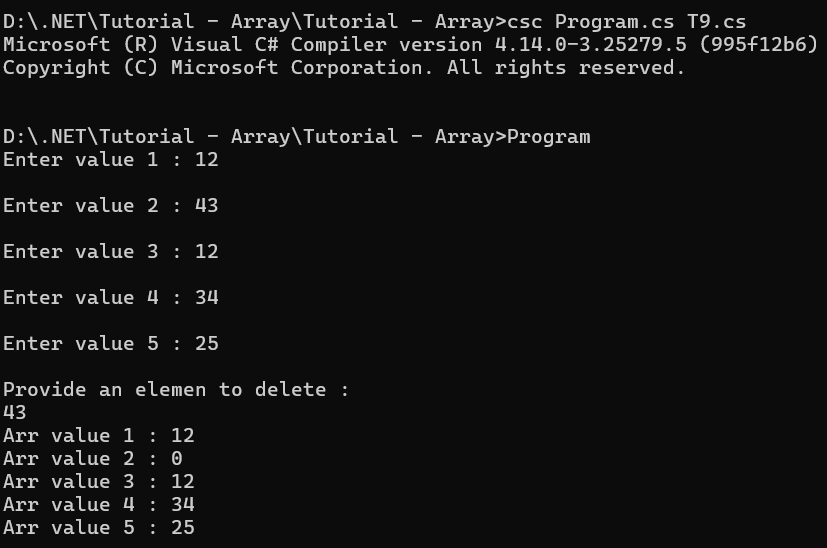 D:\.NET\Tutorial - Array\Tutorial - Array>csc Program.cs T9.cs
Microsoft (R) Visual C# Compiler version 4.14.0-3.25279.5 (995f12b6)
Copyright (C) Microsoft Corporation. All rights reserved.
D:\.NET\Tutorial - Array\Tutorial - Array>Program
Enter value 1 : 12
Enter value 2 : 43
Enter value 3 : 12
Enter value 4 : 34
Enter value 5 : 25
Provide an elemen to delete :
43
Arr value 1 : 12
Arr value 2 : 0
Arr value 3 : 12
Arr value 4 : 34
Arr value 5 : 25